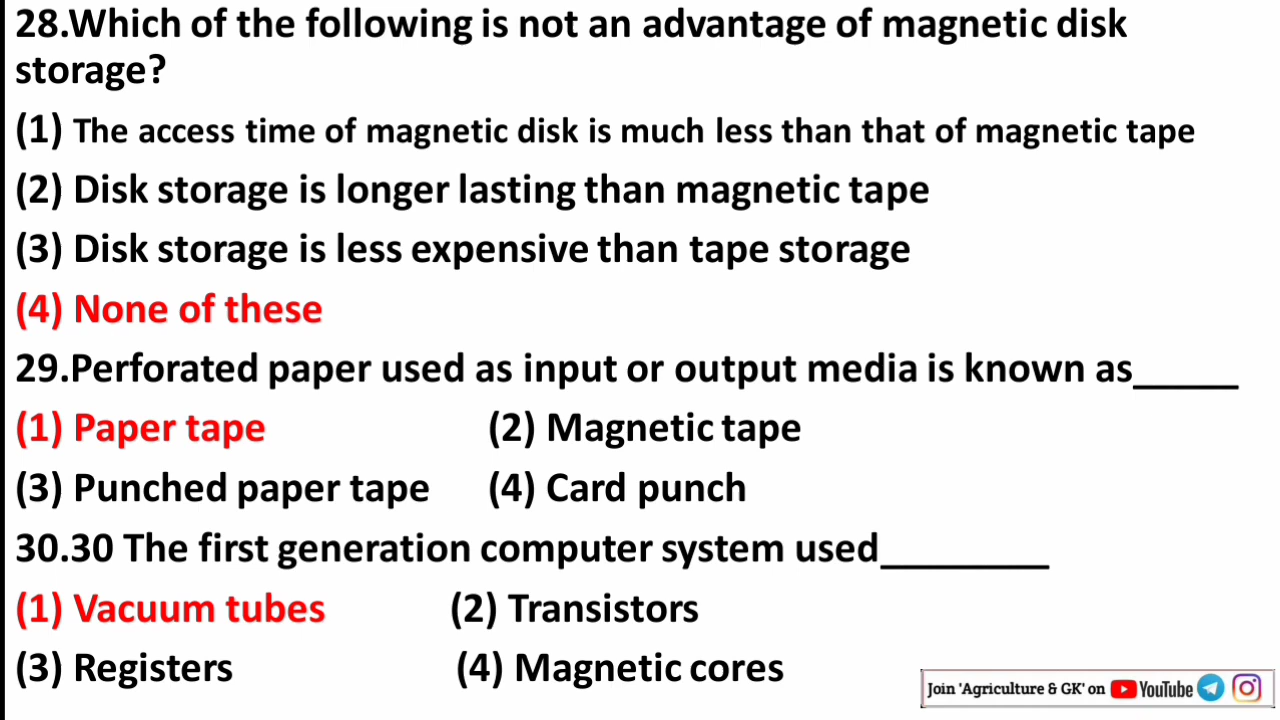 28.Which of the following is not an advantage of magnetic disk
storage?
(1) The access time of magnetic disk is much less than that of magnetic tape
(2) Disk storage is longer lasting than magnetic tape
(3) Disk storage is less expensive than tape storage
(4) None of these
29.Perforated paper used as input or output media is known as_____
(1) Paper tape (2) Magnetic tape
(3) Punched paper tape (4) Card punch
30.30 The first generation computer system used________
(1) Vacuum tubes (2) Transistors
(3) Registers (4) Magnetic cores
Join 'Agriculture & GK' on YouTube